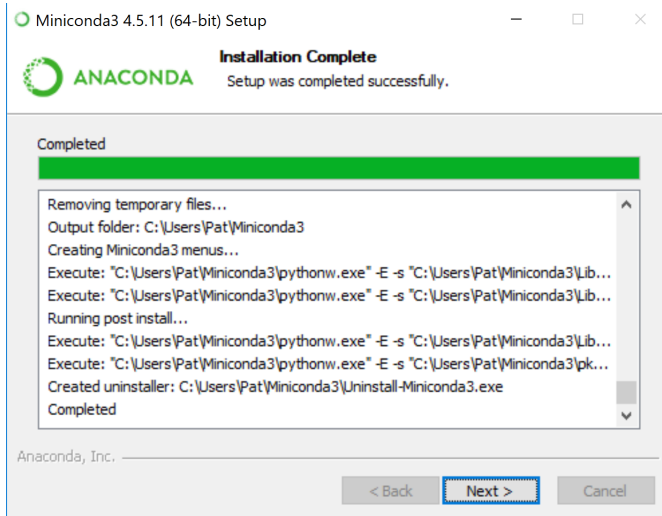 Miniconda3 4.5.11 (64-bit) Setup
Installation Complete
Setup was completed successfully.
ANACONDA
Completed
Removing temporary files...
Output folder: C:\Users\Pat\Miniconda3
Creating Miniconda3 menus...
Execute: "C:\Users\Pat\Miniconda3\pythonw.exe" -E -s "C:\Users\Pat\Miniconda3\Lib...
Execute: "C:\Users\Pat\Miniconda3\pythonw.exe" -E -s "C:\Users\Pat\Miniconda3\Lib...
Running post install...
Execute: "C:\Users\Pat\Miniconda3\pythonw.exe" -E -s "C:\Users\Pat\Miniconda3\Lib...
Execute: "C:\Users\Pat\Miniconda3\pythonw.exe" -E -s "C:\Users\Pat\Miniconda3\pk...
Created uninstaller: C:\Users\Pat\Miniconda3\Uninstall-Miniconda3.exe
Completed
Anaconda, Inc.
< Back Next > Cancel